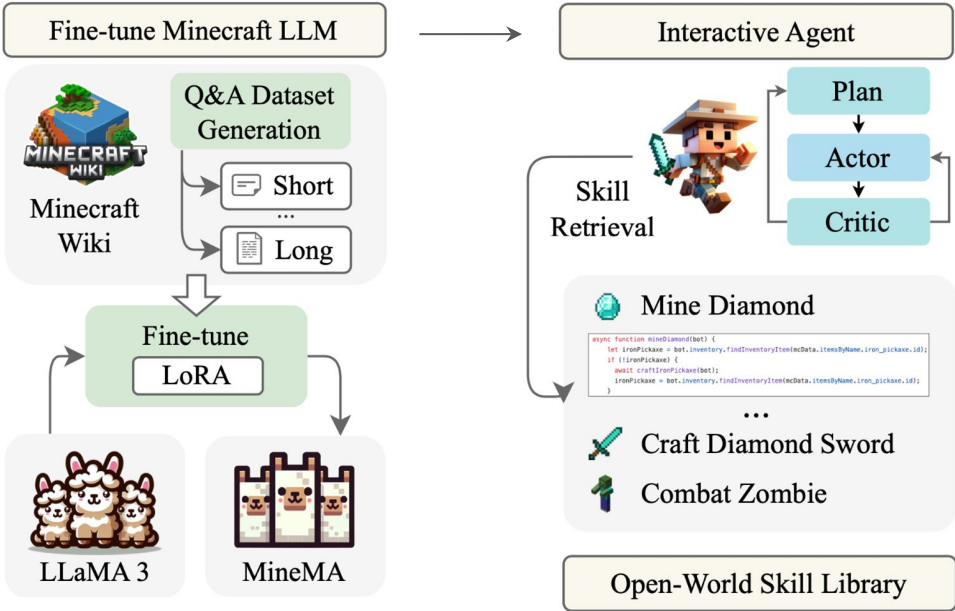 Fine-tune Minecraft LLM
Interactive Agent
MINECRAFT
WIKI
Minecraft
Wiki
Q&A Dataset
Generation
Short
...
Long
Fine-tune
LoRA
LLaMA 3
MineMA
Plan
Actor
Critic
Skill
Retrieval
Mine Diamond
async function mineDiamond(bot) {
let ironPickaxe = bot.inventory.findInventoryItem(mcData.itemsByName.iron_pickaxe.id);
if (!ironPickaxe) {
await craftIronPickaxe(bot);
ironPickaxe = bot.inventory.findInventoryItem(mcData.itemsByName.iron_pickaxe.id);
}
...
Craft Diamond Sword
Combat Zombie
Open-World Skill Library